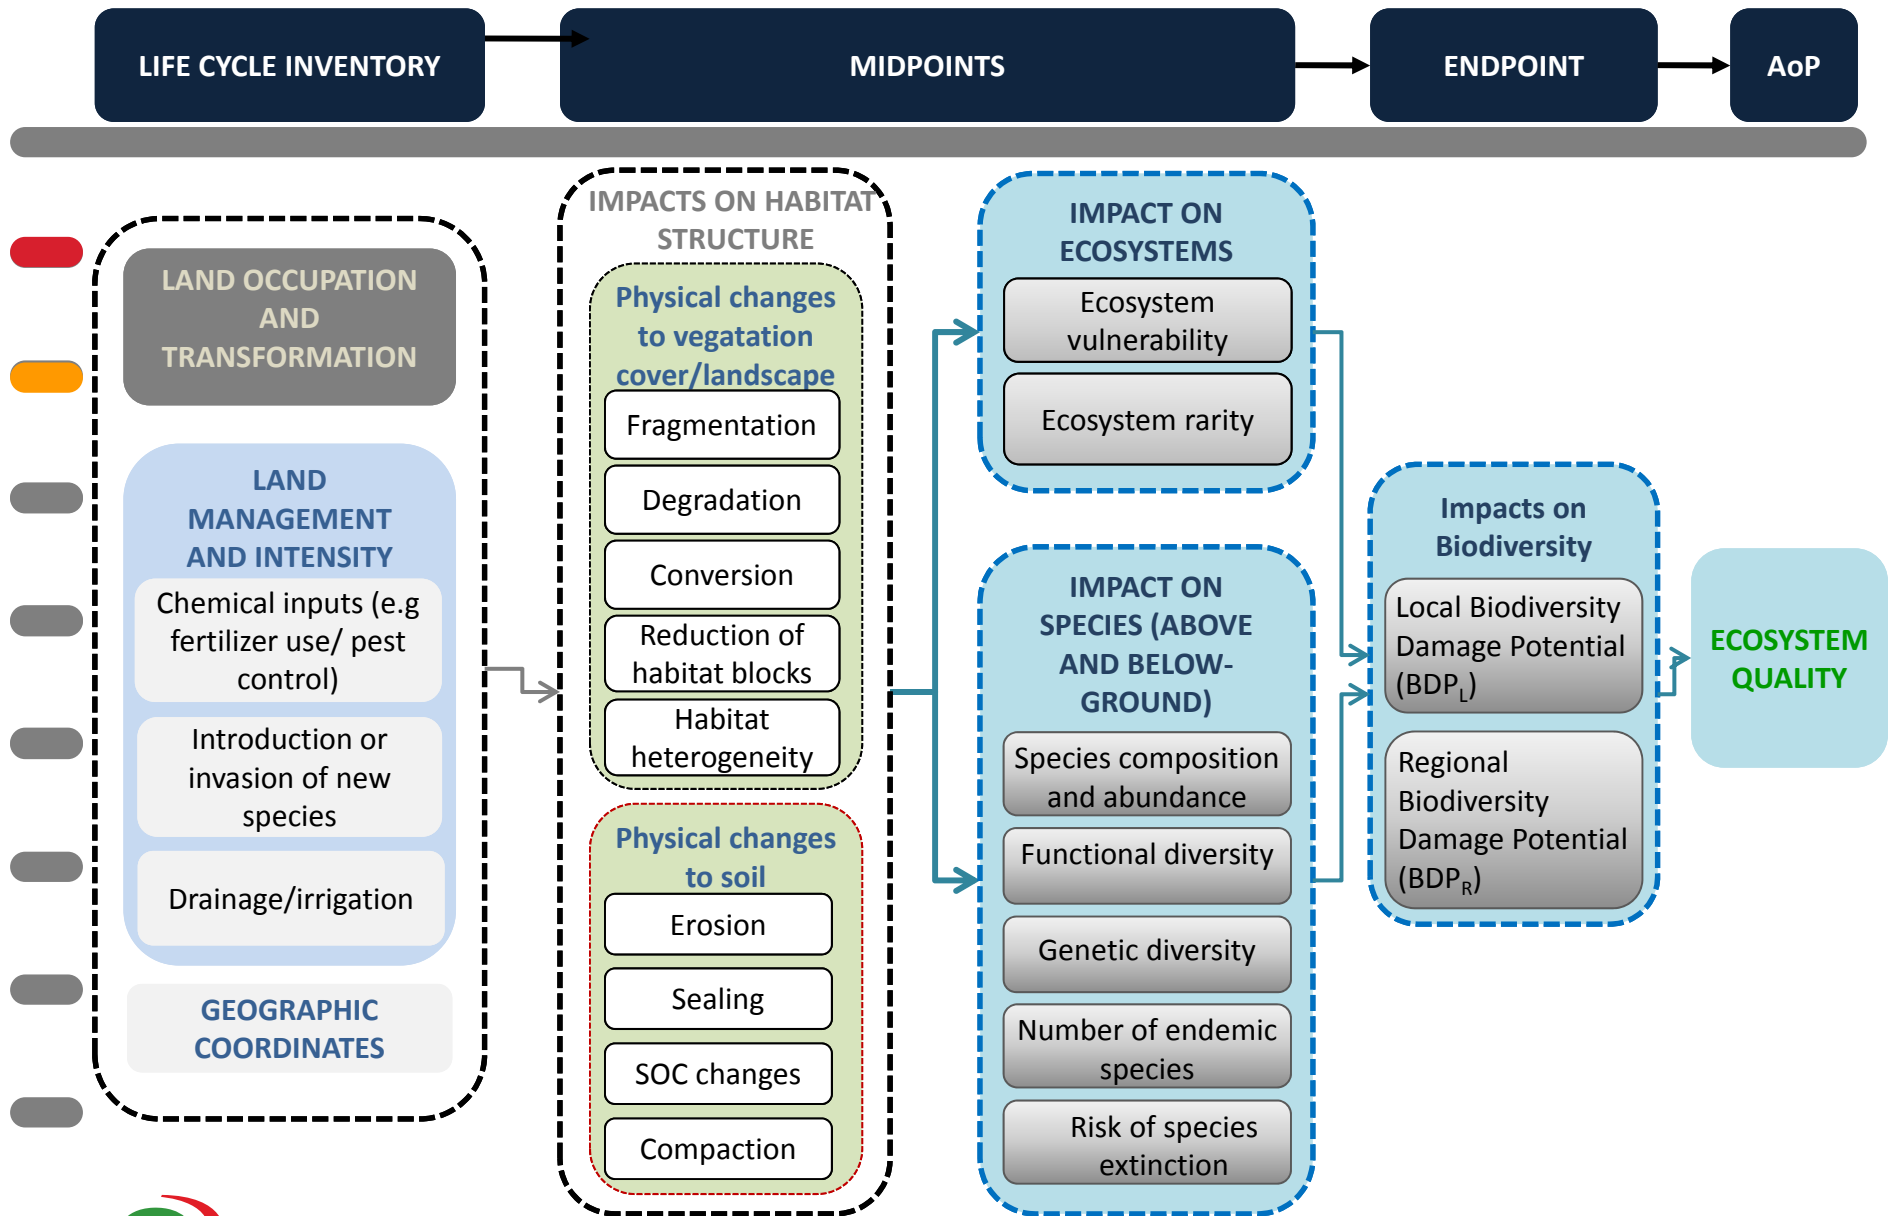 LIFE CYCLE INVENTORY
MIDPOINTS
ENDPOINT
AoP
LAND OCCUPATION
AND
TRANSFORMATION
LAND
MANAGEMENT
AND INTENSITY
Chemical inputs (e.g
fertilizer use/ pest
control)
Introduction or
invasion of new
species
Drainage/irrigation
GEOGRAPHIC
COORDINATES
IMPACTS ON HABITAT
STRUCTURE
Physical changes
to vegatation
cover/landscape
Fragmentation
Degradation
Conversion
Reduction of
habitat blocks
Habitat
heterogeneity
Physical changes
to soil
Erosion
Sealing
SOC changes
Compaction
IMPACT ON
ECOSYSTEMS
Ecosystem
vulnerability
Ecosystem rarity
IMPACT ON
SPECIES (ABOVE
AND BELOW-
GROUND)
Species composition
and abundance
Functional diversity
Genetic diversity
Number of endemic
species
Risk of species
extinction
Impacts on
Biodiversity
Local Biodiversity
Damage Potential
(BDPL)
Regional
Biodiversity
Damage Potential
(BDPR)
ECOSYSTEM
QUALITY